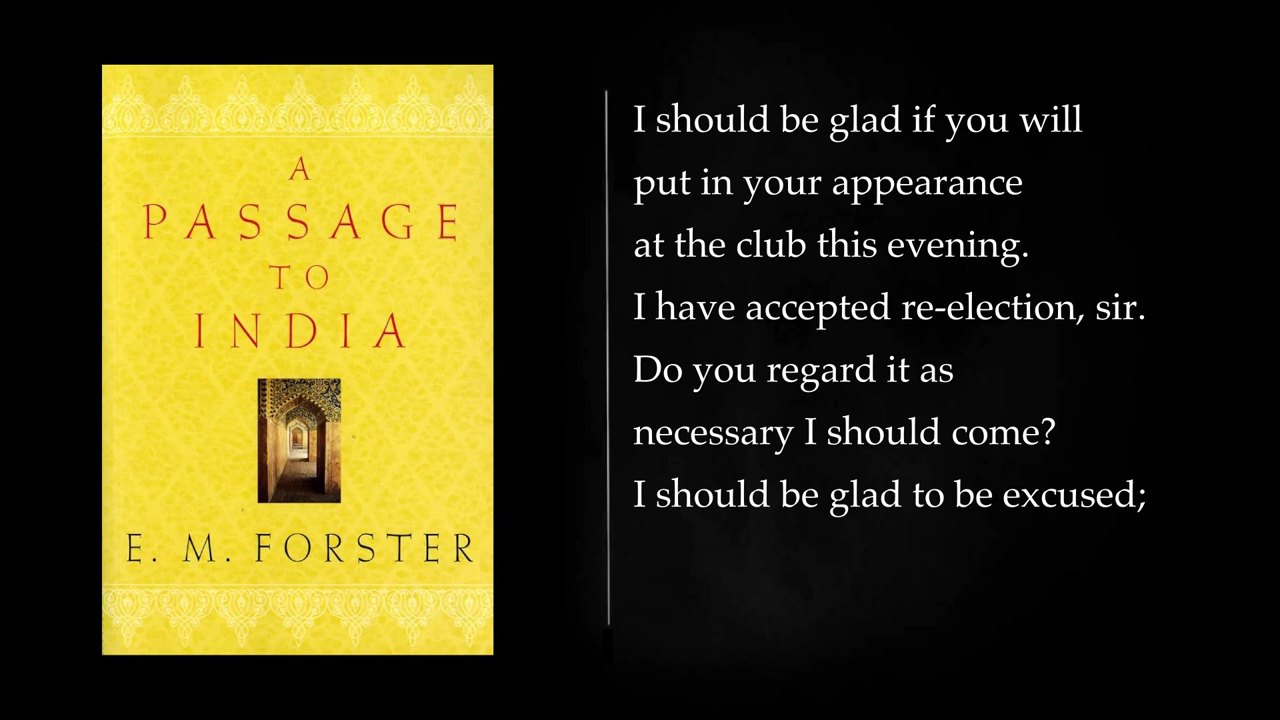 A
PASSAGE
TO
INDIA
E. M. FORSTER
I should be glad if you will
put in your appearance
at the club this evening.
I have accepted re-election, sir.
Do you regard it as
necessary I should come?
I should be glad to be excused;